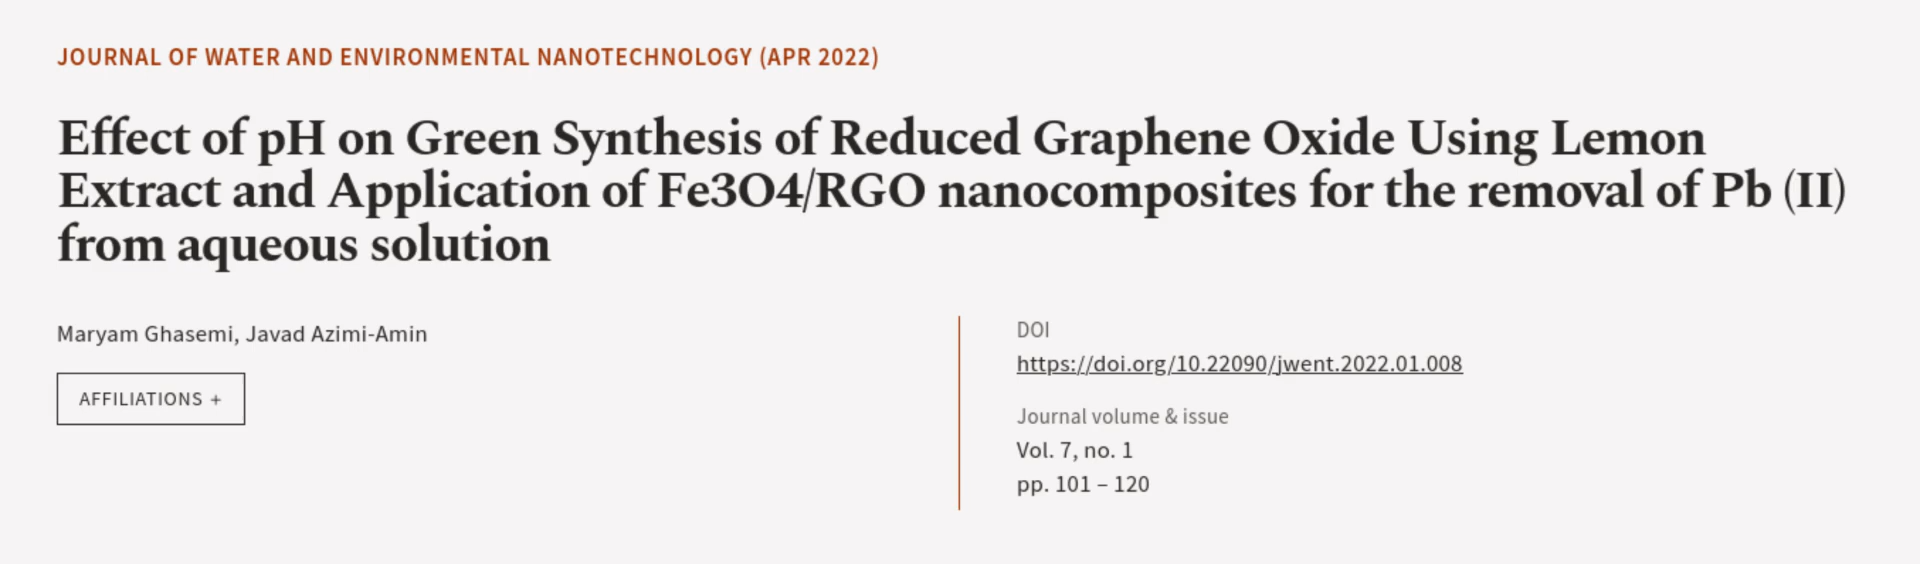 JOURNAL OF WATER AND ENVIRONMENTAL NANOTECHNOLOGY (APR 2022)
Effect of pH on Green Synthesis of Reduced Graphene Oxide Using Lemon
Extract and Application of Fe3O4/RGO nanocomposites for the removal of Pb (II)
from aqueous solution
Maryam Ghasemi, Javad Azimi-Amin
AFFILIATIONS +
DOI
https://doi.org/10.22090/jwent.2022.01.008
Journal volume & issue
Vol. 7, no. 1
pp. 101 – 120